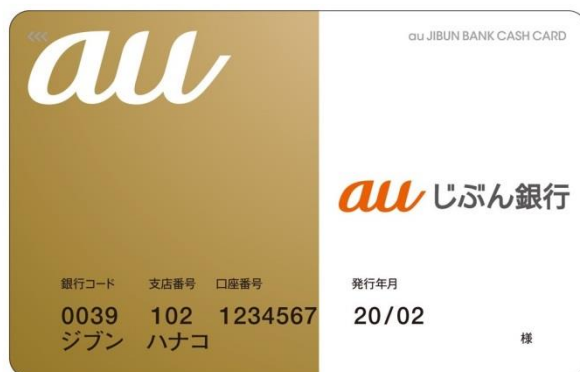 au
au JIBUN BANK CASH CARD
au じぶん銀行
銀行コード 支店番号 口座番号 発行年月
0039 102 1234567 20/02
ジブン ハナコ 様